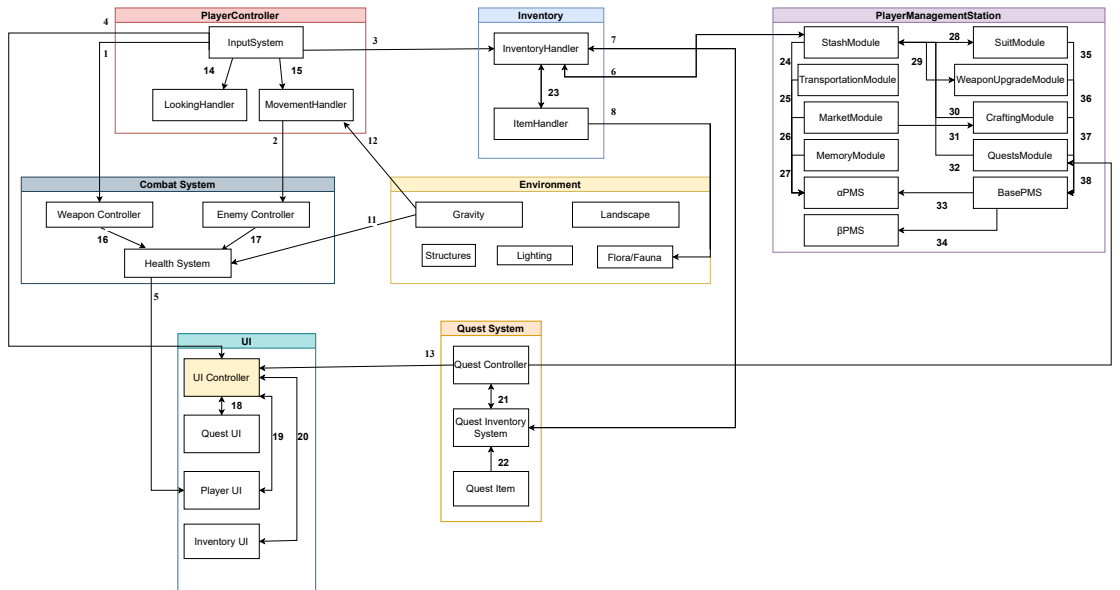 PlayerController
InputSystem
LookingHandler
MovementHandler
Inventory
InventoryHandler
ItemHandler
PlayerManagementStation
StashModule
SuitModule
TransportationModule
WeaponUpgradeModule
MarketModule
CraftingModule
MemoryModule
QuestsModule
αPMS
BasePMS
βPMS
Combat System
Weapon Controller
Enemy Controller
Health System
Environment
Gravity
Landscape
Structures
Lighting
Flora/Fauna
UI
UI Controller
Quest UI
Player UI
Inventory UI
Quest System
Quest Controller
Quest Inventory
System
Quest Item
1
2
3
4
5
6
7
8
11
12
13
14
15
16
17
18
19
20
21
22
23
24
25
26
27
28
29
30
31
32
33
34
35
36
37
38